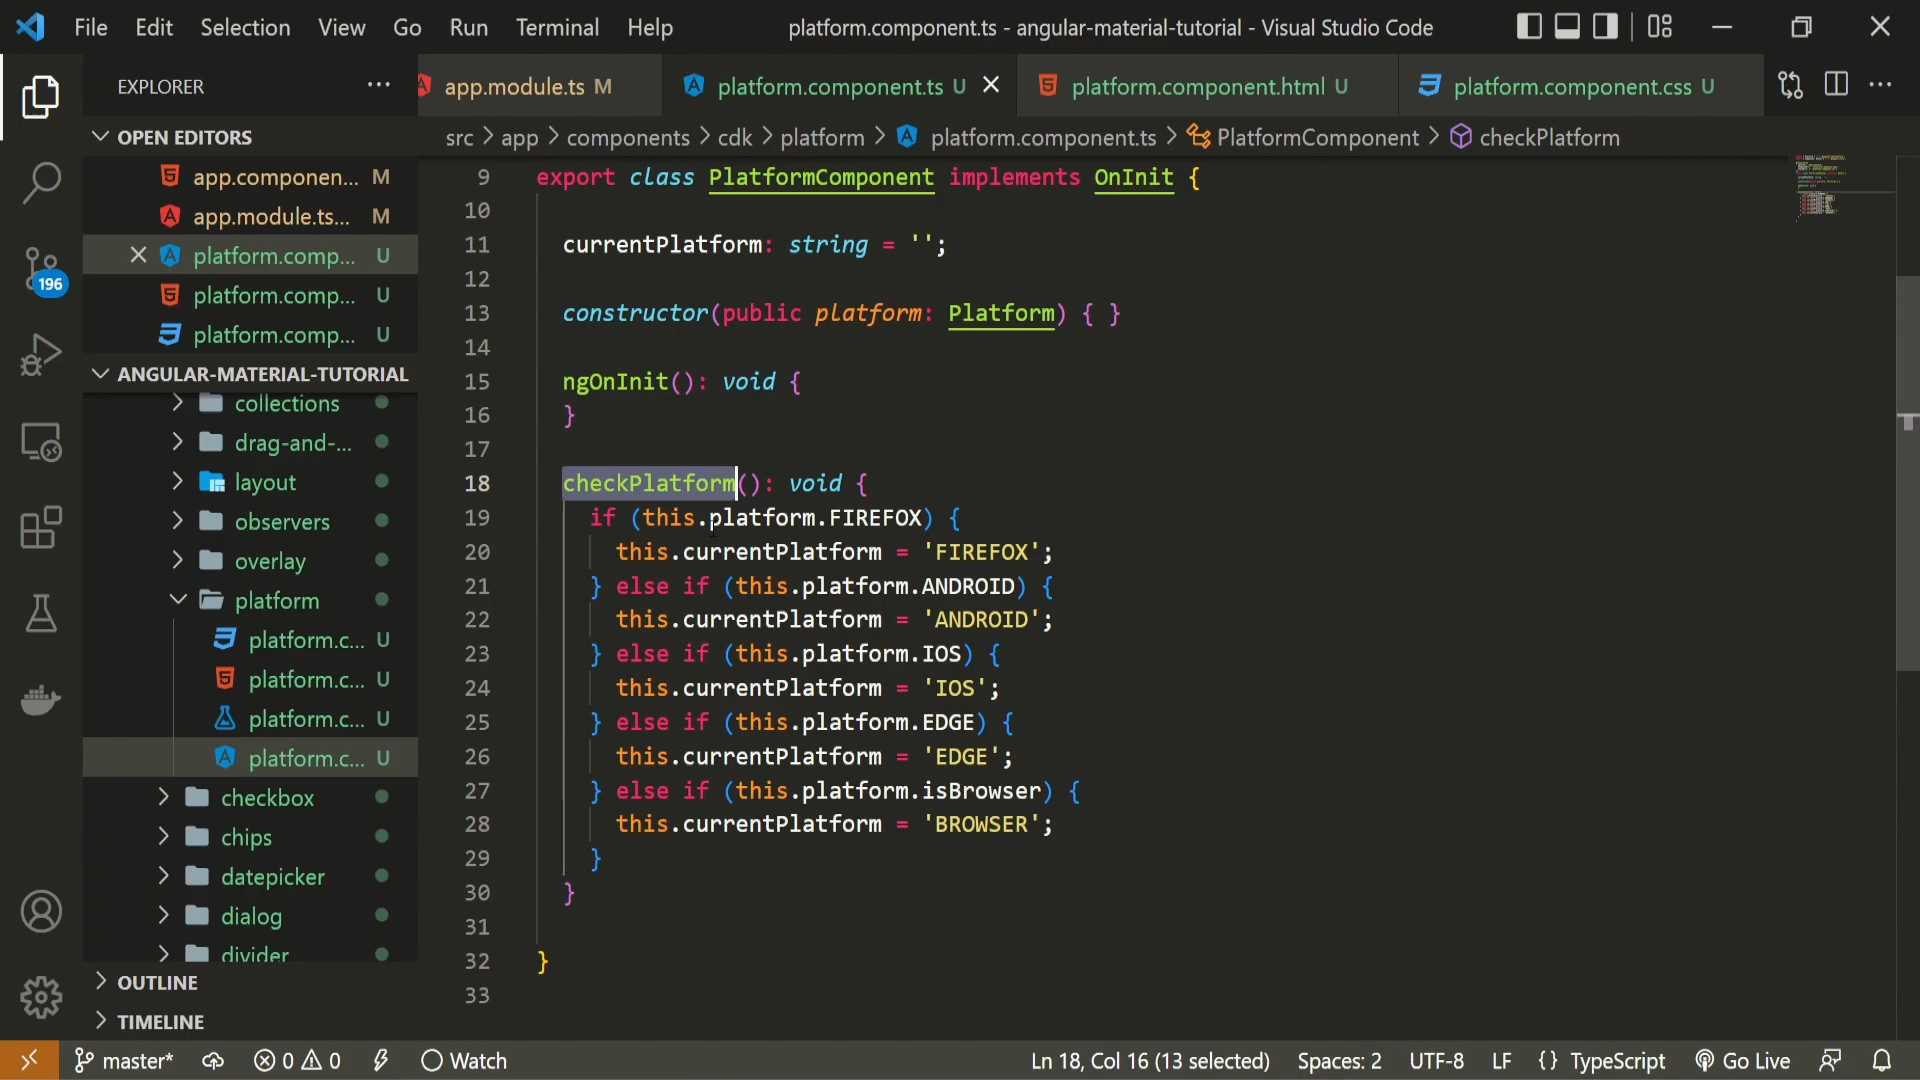 File Edit Selection View Go Run Terminal Help platform.component.ts - angular-material-tutorial - Visual Studio Code
EXPLORER
app.module.ts M platform.component.ts U platform.component.html U platform.component.css U
src > app > components > cdk > platform > platform.component.ts > PlatformComponent > checkPlatform
OPEN EDITORS
app.componen... M
app.module.ts... M
platform.comp... U
platform.comp... U
platform.comp... U
ANGULAR-MATERIAL-TUTORIAL
collections
drag-and-...
layout
observers
overlay
platform
platform.c... U
platform.c... U
platform.c... U
platform.c... U
checkbox
chips
datepicker
dialog
divider
OUTLINE
TIMELINE
196
9 export class PlatformComponent implements OnInit {
10
11 currentPlatform: string = '';
12
13 constructor(public platform: Platform) { }
14
15 ngOnInit(): void {
16 }
17
18 checkPlatform(): void {
19 if (this.platform.FIREFOX) {
20 this.currentPlatform = 'FIREFOX';
21 } else if (this.platform.ANDROID) {
22 this.currentPlatform = 'ANDROID';
23 } else if (this.platform.IOS) {
24 this.currentPlatform = 'IOS';
25 } else if (this.platform.EDGE) {
26 this.currentPlatform = 'EDGE';
27 } else if (this.platform.isBrowser) {
28 this.currentPlatform = 'BROWSER';
29 }
30 }
31
32 }
33
master* 0 0 Watch Ln 18, Col 16 (13 selected) Spaces: 2 UTF-8 LF {} TypeScript Go Live